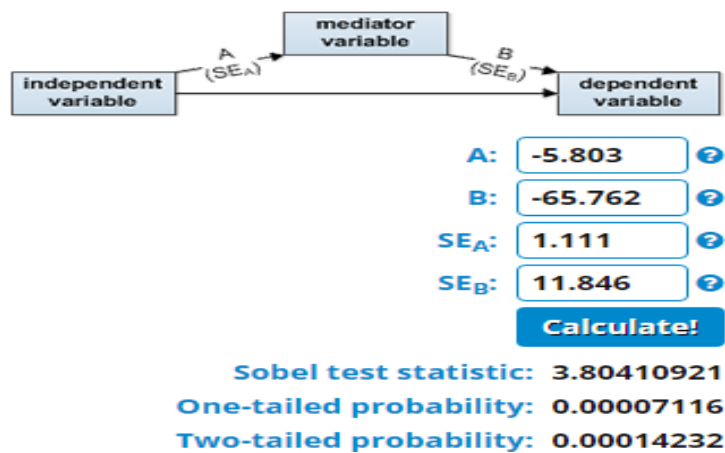 mediator
variable
A
(SEA)
B
(SEB)
independent
variable
dependent
variable
A: -5.803 ?
B: -65.762 ?
SEA: 1.111 ?
SEB: 11.846 ?
Calculate!
Sobel test statistic: 3.80410921
One-tailed probability: 0.00007116
Two-tailed probability: 0.00014232